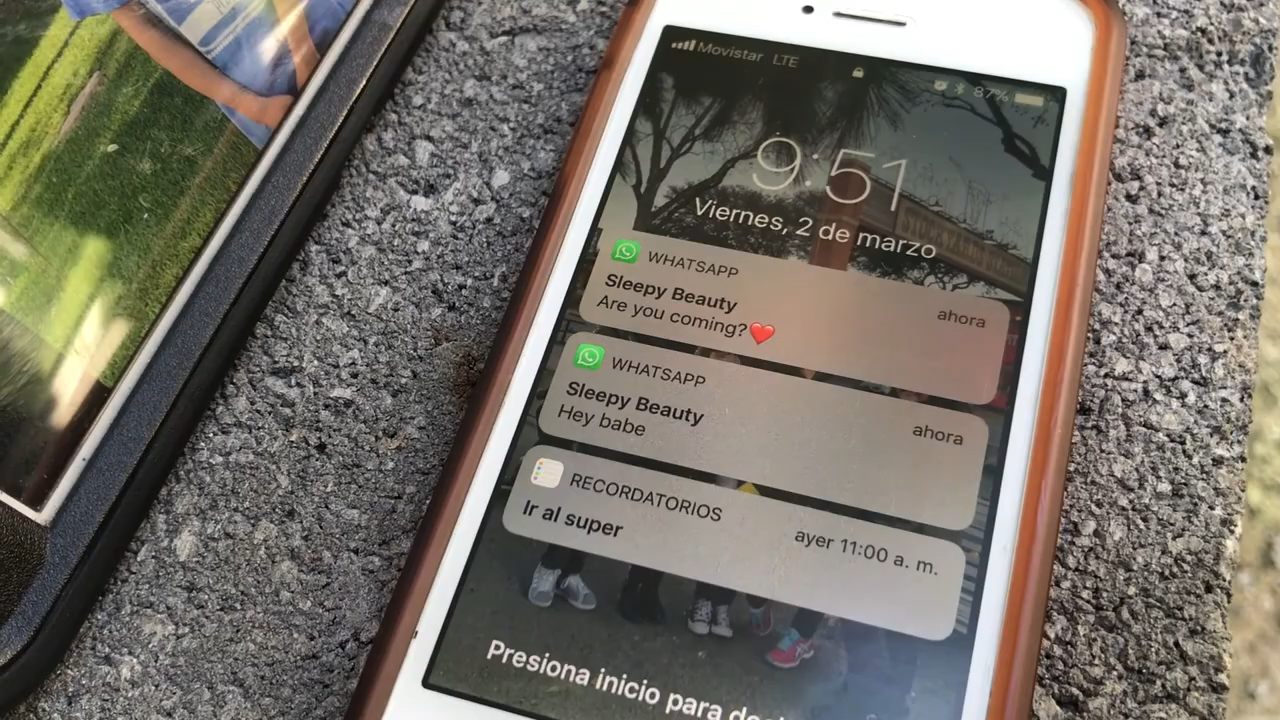 Movistar LTE
87%
9:51
Viernes, 2 de marzo
WHATSAPP
Sleepy Beauty
ahora
Are you coming?❤️
WHATSAPP
Sleepy Beauty
ahora
Hey babe
RECORDATORIOS
Ir al super
ayer 11:00 a. m.
Presiona inicio para